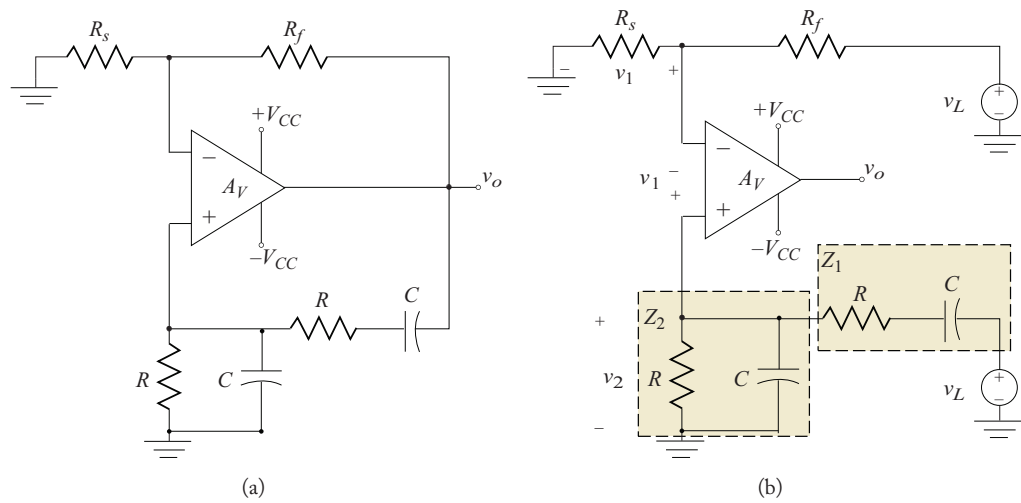 R_s
R_f
+V_CC
−
A_V
+
−V_CC
v_o
R
C
R
C
(a)
R_s
R_f
−
v_1
+
v_L
+
−
+V_CC
−
v_1
−
+
A_V
+
v_o
−V_CC
Z_1
R
C
Z_2
+
v_2
−
R
C
v_L
+
−
(b)